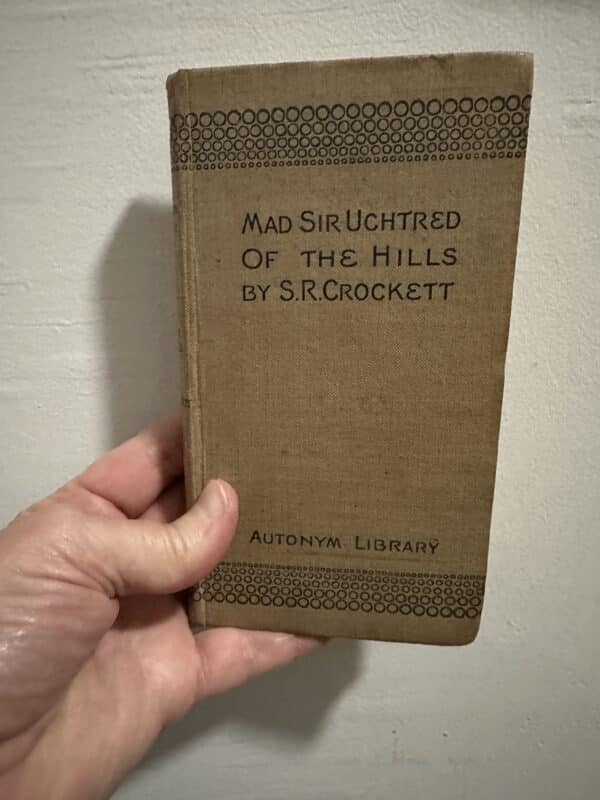 MAD SIR UCHTRED
OF THE HILLS
BY S.R.CROCKETT
AUTONYM LIBRARY